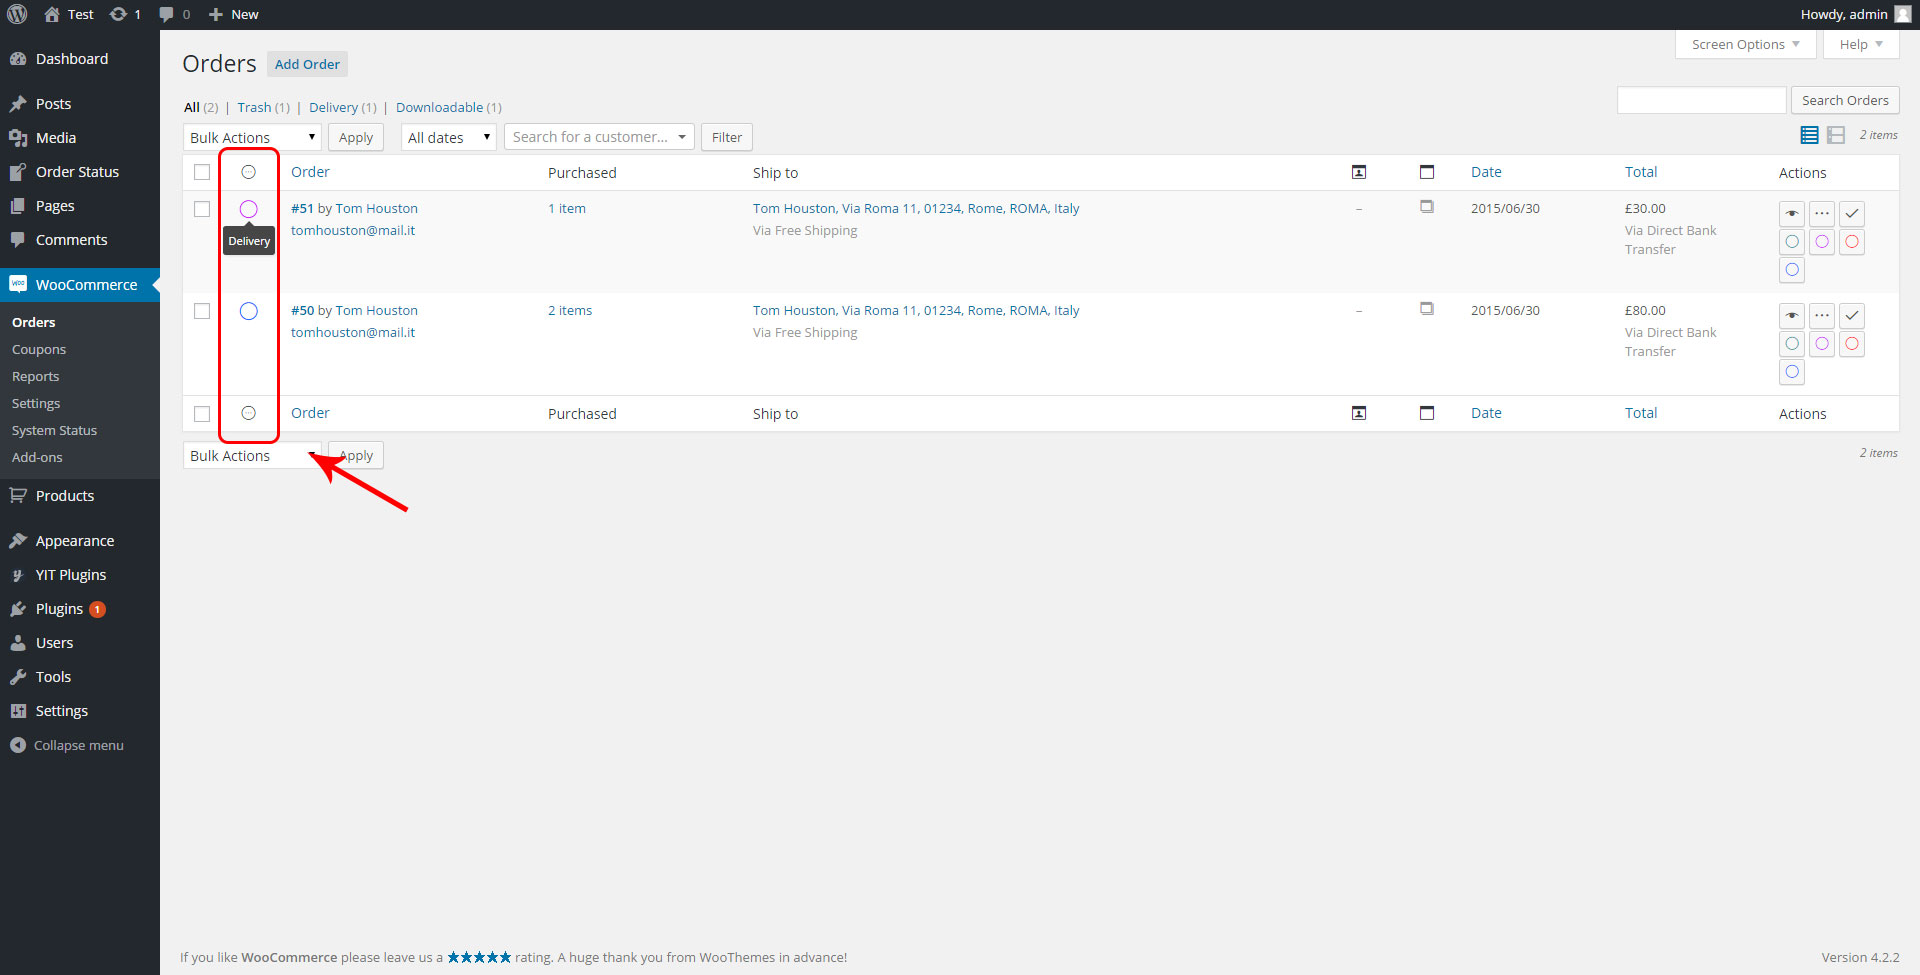 Test 1 0 New Howdy, admin
Screen Options Help
Dashboard
Posts
Media
Order Status
Pages
Comments
WooCommerce
Orders
Coupons
Reports
Settings
System Status
Add-ons
Products
Appearance
YIT Plugins
Plugins 1
Users
Tools
Settings
Collapse menu
Orders Add Order
All (2) | Trash (1) | Delivery (1) | Downloadable (1)
Search Orders
Bulk Actions Apply All dates Search for a customer... Filter 2 items
Order Purchased Ship to Date Total Actions
#51 by Tom Houston 1 item Tom Houston, Via Roma 11, 01234, Rome, ROMA, Italy – 2015/06/30 £30.00
tomhouston@mail.it Via Free Shipping Via Direct Bank
Delivery Transfer
#50 by Tom Houston 2 items Tom Houston, Via Roma 11, 01234, Rome, ROMA, Italy – 2015/06/30 £80.00
tomhouston@mail.it Via Free Shipping Via Direct Bank
Transfer
Order Purchased Ship to Date Total Actions
Bulk Actions Apply 2 items
If you like WooCommerce please leave us a ★★★★★ rating. A huge thank you from WooThemes in advance! Version 4.2.2